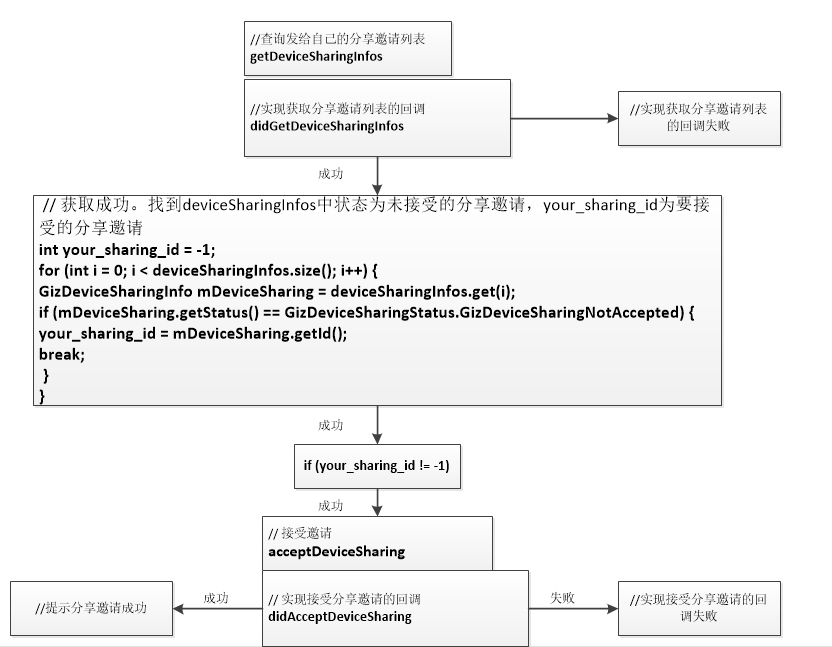 //查询发给自己的分享邀请列表
getDeviceSharingInfos
//实现获取分享邀请列表的回调
didGetDeviceSharingInfos
//实现获取分享邀请列表
的回调失败
成功
// 获取成功。找到deviceSharingInfos中状态为未接受的分享邀请，your_sharing_id为要接
受的分享邀请
int your_sharing_id = -1;
for (int i = 0; i < deviceSharingInfos.size(); i++) {
GizDeviceSharingInfo mDeviceSharing = deviceSharingInfos.get(i);
if (mDeviceSharing.getStatus() == GizDeviceSharingStatus.GizDeviceSharingNotAccepted) {
your_sharing_id = mDeviceSharing.getId();
break;
}
}
成功
if (your_sharing_id != -1)
成功
// 接受邀请
acceptDeviceSharing
//提示分享邀请成功
成功
// 实现接受分享邀请的回调
didAcceptDeviceSharing
失败
//实现接受分享邀请的回
调失败